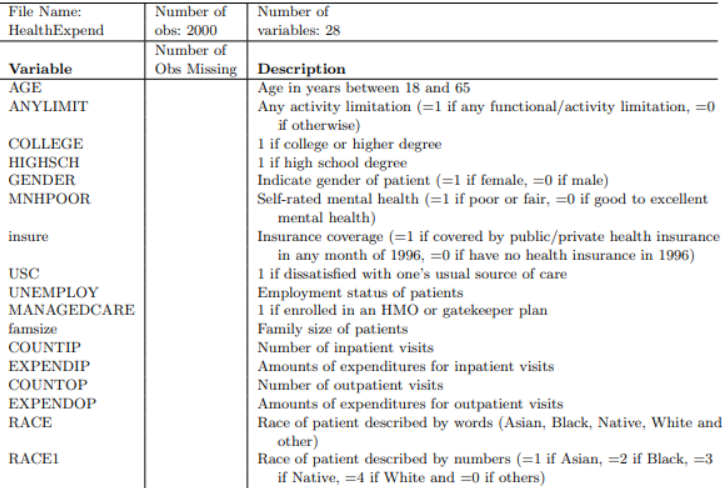 File Name: Number of Number of
HealthExpend obs: 2000 variables: 28
Number of
Variable Obs Missing Description
AGE Age in years between 18 and 65
ANYLIMIT Any activity limitation (=1 if any functional/activity limitation, =0
if otherwise)
COLLEGE 1 if college or higher degree
HIGHSCH 1 if high school degree
GENDER Indicate gender of patient (=1 if female, =0 if male)
MNHPOOR Self-rated mental health (=1 if poor or fair, =0 if good to excellent
mental health)
insure Insurance coverage (=1 if covered by public/private health insurance
in any month of 1996, =0 if have no health insurance in 1996)
USC 1 if dissatisfied with one's usual source of care
UNEMPLOY Employment status of patients
MANAGEDCARE 1 if enrolled in an HMO or gatekeeper plan
famsize Family size of patients
COUNTIP Number of inpatient visits
EXPENDIP Amounts of expenditures for inpatient visits
COUNTOP Number of outpatient visits
EXPENDOP Amounts of expenditures for outpatient visits
RACE Race of patient described by words (Asian, Black, Native, White and
other)
RACE1 Race of patient described by numbers (=1 if Asian, =2 if Black, =3
if Native, =4 if White and =0 if others)